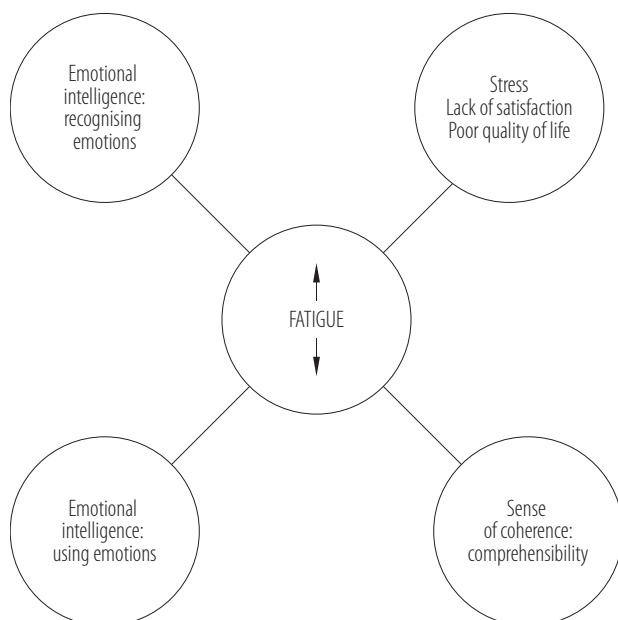 Emotional
intelligence:
recognising
emotions
Stress
Lack of satisfaction
Poor quality of life
FATIGUE
Emotional
intelligence:
using emotions
Sense
of coherence:
comprehensibility